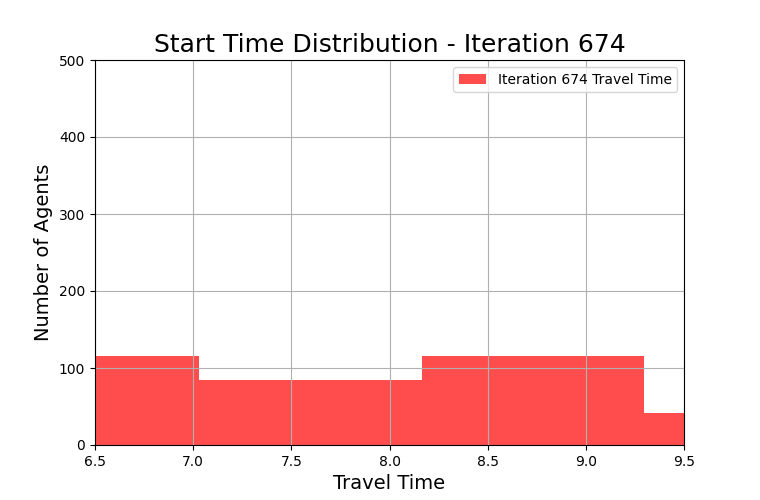 Start Time Distribution - Iteration 674
Iteration 674 Travel Time
Number of Agents
500
400
300
200
100
0
6.5 7.0 7.5 8.0 8.5 9.0 9.5
Travel Time